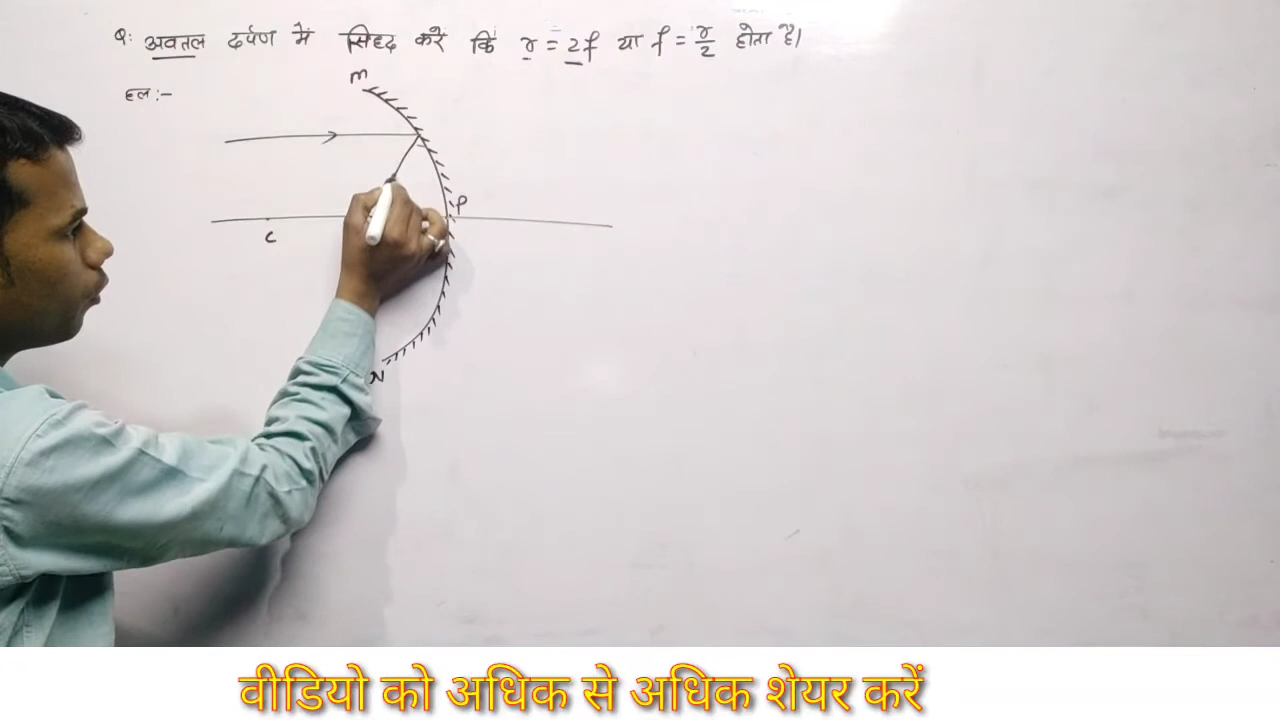 Q: अवतल दर्पण में सिद्ध करें कि r = 2f या f = r/2 होता है।
हल :-
M
P
C
N
वीडियो को अधिक से अधिक शेयर करें